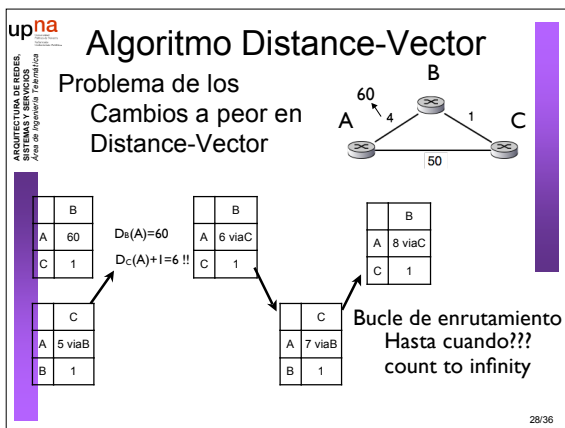 upna
ARQUITECTURA DE REDES,
SISTEMAS Y SERVICIOS
Área de Ingeniería Telemática
Algoritmo Distance-Vector
Problema de los
Cambios a peor en
Distance-Vector
B
60
A
4
1
C
50
B
A 60
C 1
DB(A)=60
DC(A)+1=6 !!
B
A 6 viaC
C 1
B
A 8 viaC
C 1
C
A 5 viaB
B 1
C
A 7 viaB
B 1
Bucle de enrutamiento
Hasta cuando???
count to infinity
28/36